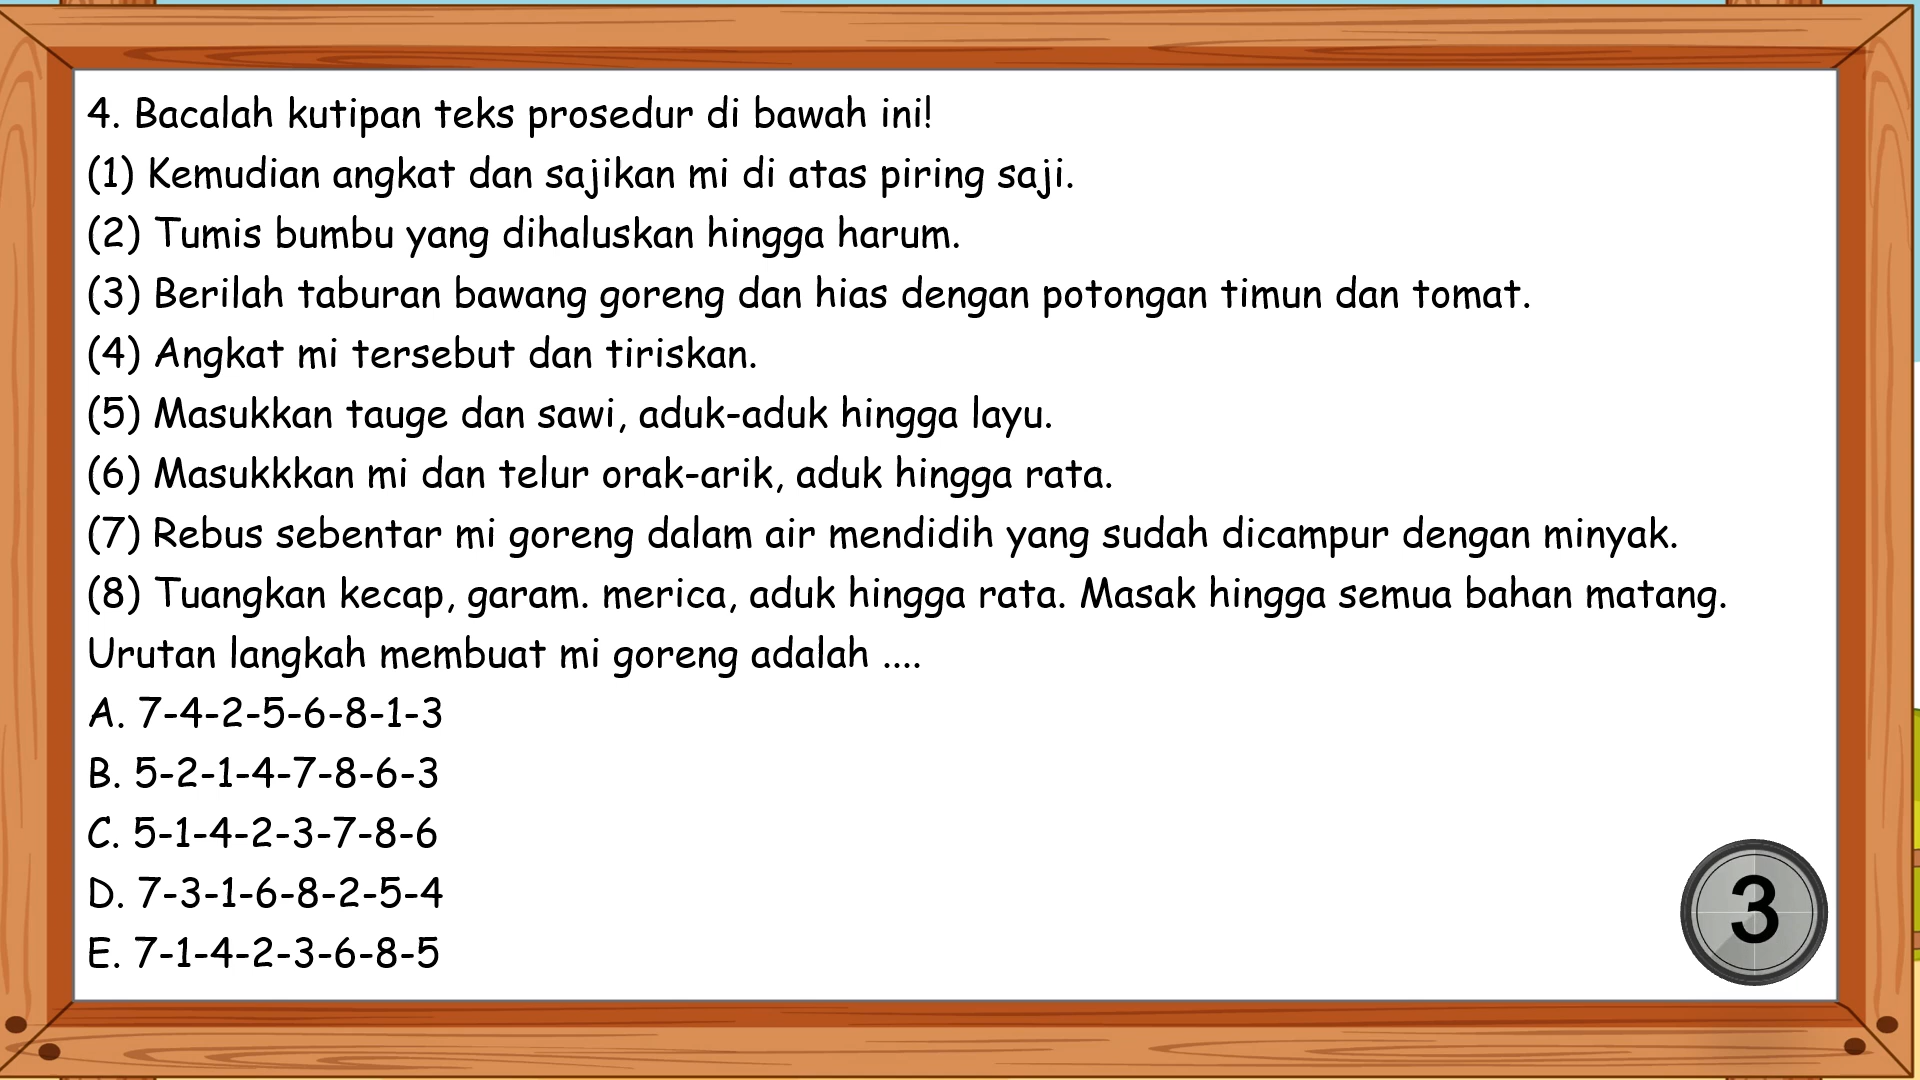 4. Bacalah kutipan teks prosedur di bawah ini!
(1) Kemudian angkat dan sajikan mi di atas piring saji.
(2) Tumis bumbu yang dihaluskan hingga harum.
(3) Berilah taburan bawang goreng dan hias dengan potongan timun dan tomat.
(4) Angkat mi tersebut dan tiriskan.
(5) Masukkan tauge dan sawi, aduk-aduk hingga layu.
(6) Masukkkan mi dan telur orak-arik, aduk hingga rata.
(7) Rebus sebentar mi goreng dalam air mendidih yang sudah dicampur dengan minyak.
(8) Tuangkan kecap, garam. merica, aduk hingga rata. Masak hingga semua bahan matang.
Urutan langkah membuat mi goreng adalah ....
A. 7-4-2-5-6-8-1-3
B. 5-2-1-4-7-8-6-3
C. 5-1-4-2-3-7-8-6
D. 7-3-1-6-8-2-5-4
E. 7-1-4-2-3-6-8-5
3